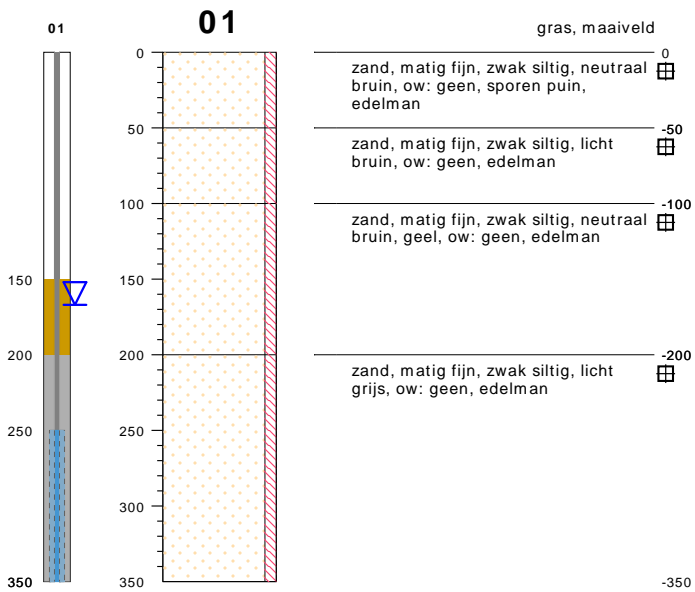 01
150
200
250
350
01
0
50
100
150
200
250
300
350
gras, maaiveld
0
zand, matig fijn, zwak siltig, neutraal
bruin, ow: geen, sporen puin,
edelman
-50
zand, matig fijn, zwak siltig, licht
bruin, ow: geen, edelman
-100
zand, matig fijn, zwak siltig, neutraal
bruin, geel, ow: geen, edelman
-200
zand, matig fijn, zwak siltig, licht
grijs, ow: geen, edelman
-350